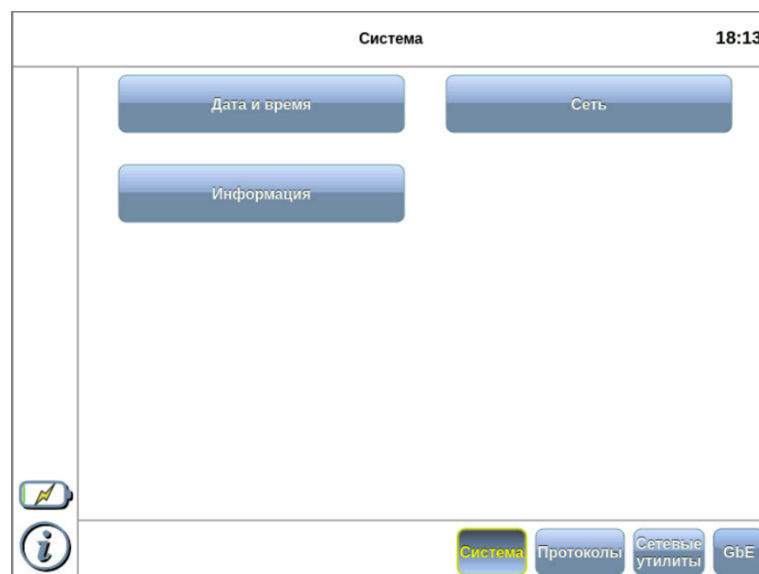 Система
18:13
Дата и время
Сеть
Информация
Система
Протоколы
Сетевые
утилиты
GbE